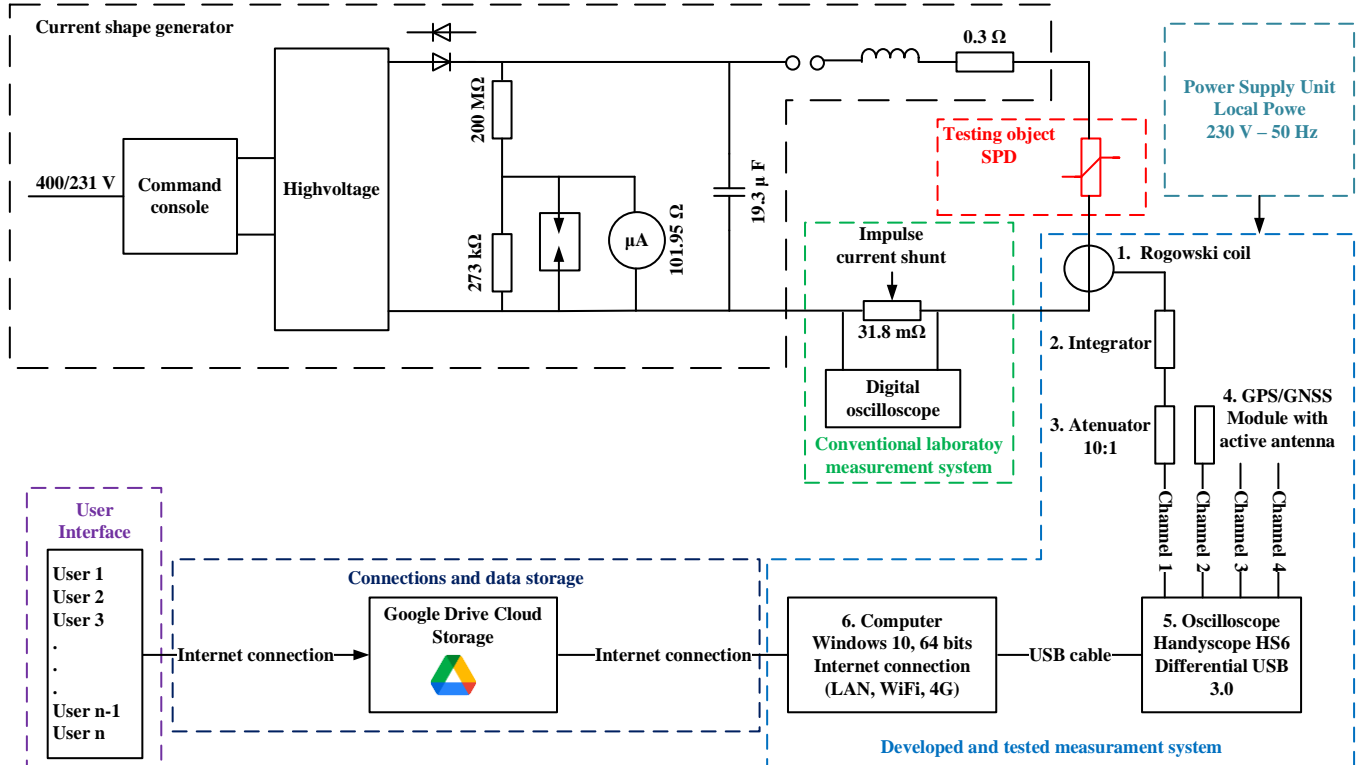 Current shape generator
400/231 V
Command
console
Highvoltage
200 MΩ
273 kΩ
µA
101.95 Ω
19.3 µ F
0.3 Ω
Testing object
SPD
Power Supply Unit
Local Powe
230 V – 50 Hz
Impulse
current shunt
31.8 mΩ
Digital
oscilloscope
Conventional laboratoy
measurement system
1. Rogowski coil
2. Integrator
3. Atenuator
10:1
4. GPS/GNSS
Module with
active antenna
Channel 1
Channel 2
Channel 3
Channel 4
User
Interface
User 1
User 2
User 3
.
.
.
User n-1
User n
Internet connection
Connections and data storage
Google Drive Cloud
Storage
Internet connection
6. Computer
Windows 10, 64 bits
Internet connection
(LAN, WiFi, 4G)
USB cable
5. Oscilloscope
Handyscope HS6
Differential USB
3.0
Developed and tested measurament system